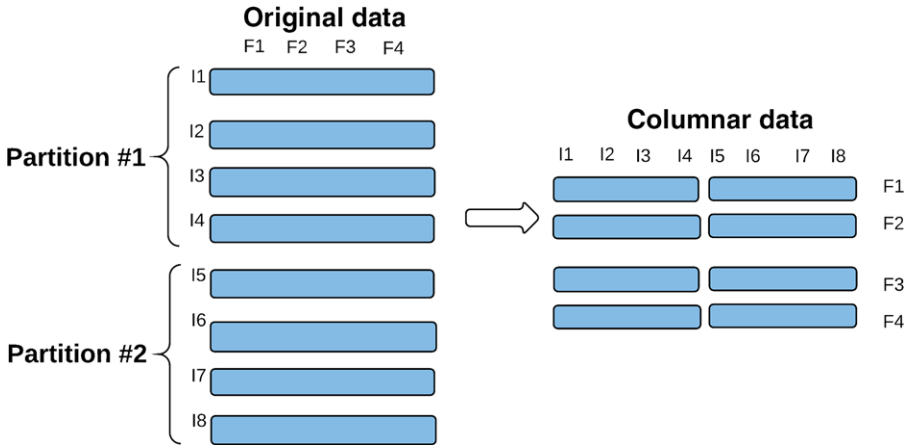 Original data
F1 F2 F3 F4
I1
I2
Partition #1
I3
I4
I5
I6
Partition #2
I7
I8
Columnar data
I1 I2 I3 I4 I5 I6 I7 I8
F1
F2
F3
F4